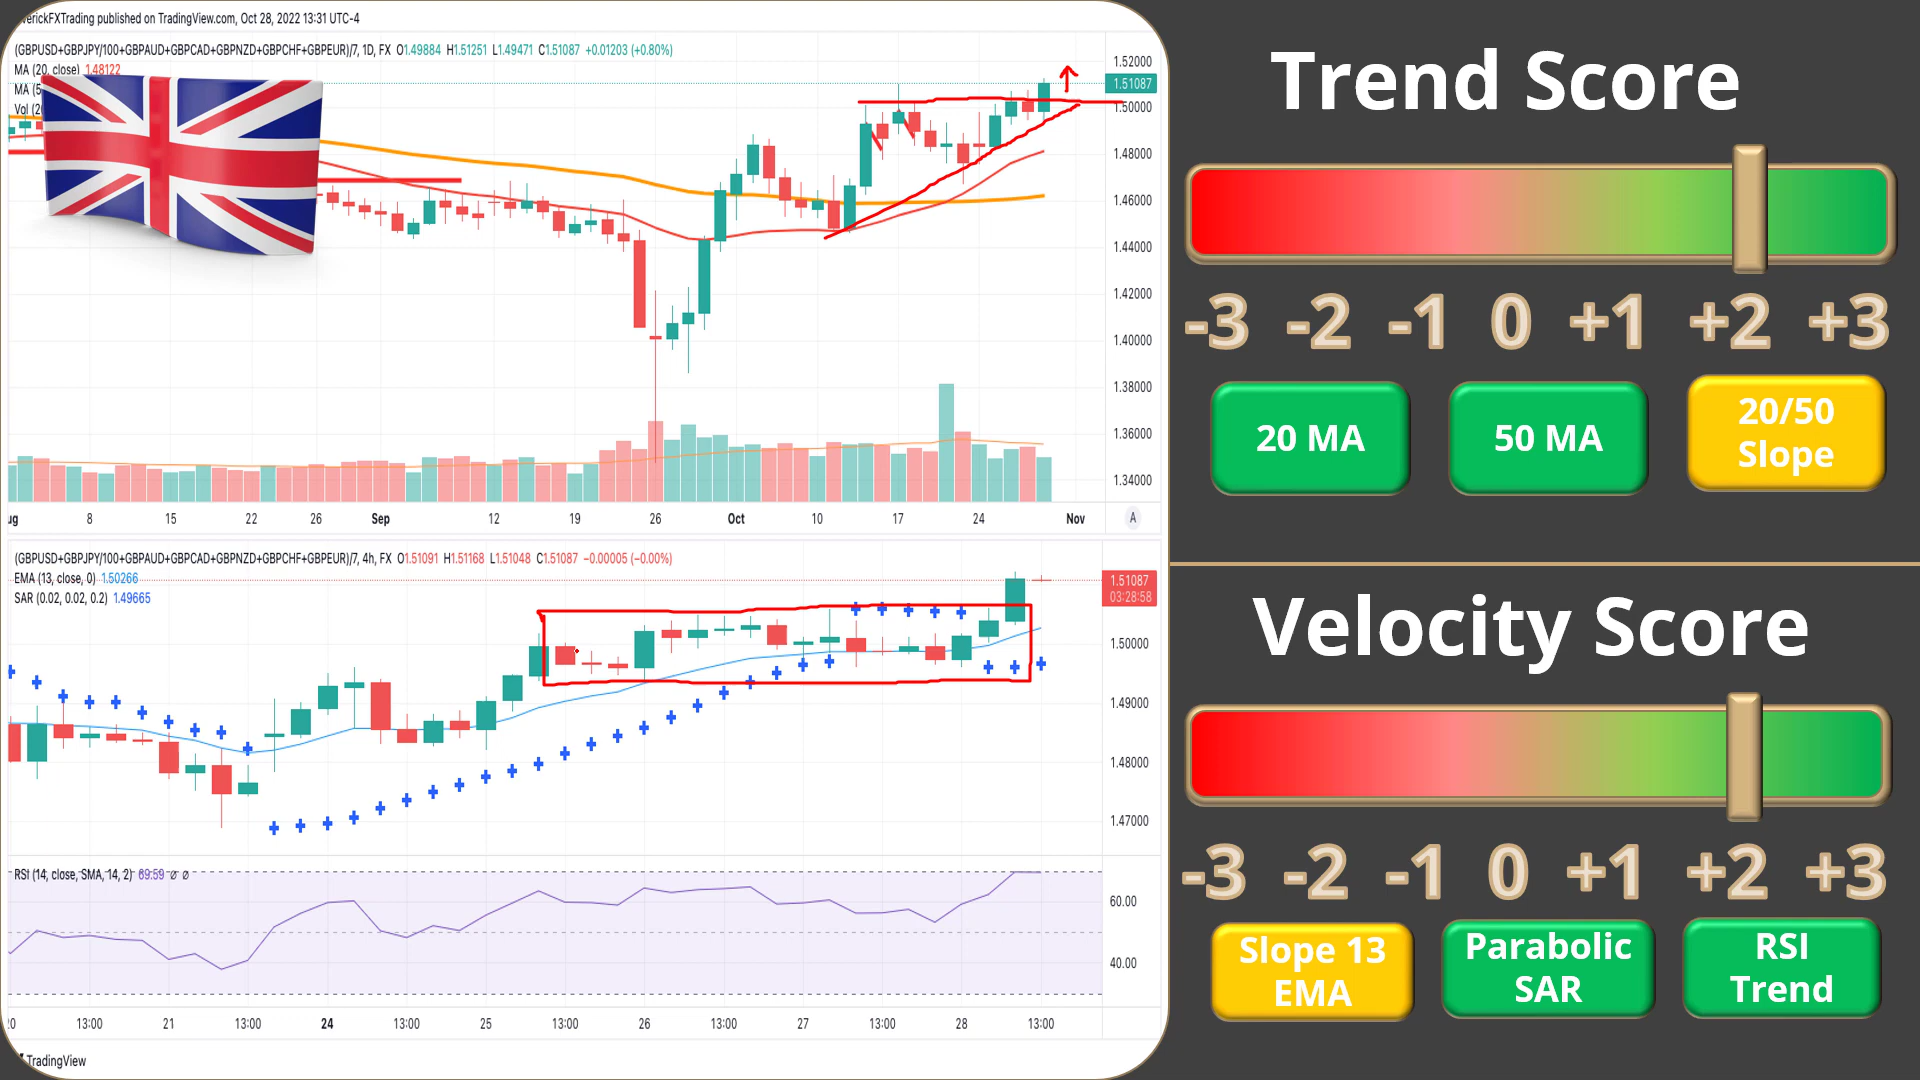 verickFXTrading published on TradingView.com, Oct 28, 2022 13:31 UTC-4
(GBPUSD+GBPJPY/100+GBPAUD+GBPCAD+GBPNZD+GBPCHF+GBPEUR)/7, 1D, FX O1.49884 H1.51251 L1.49471 C1.51087 +0.01203 (+0.80%)
MA (20, close) 1.48122
MA (5
Vol (2
1.52000
1.51087
1.50000
1.48000
1.46000
1.44000
1.42000
1.40000
1.38000
1.36000
1.34000
ug 8 15 22 26 Sep 12 19 26 Oct 10 17 24 Nov A
(GBPUSD+GBPJPY/100+GBPAUD+GBPCAD+GBPNZD+GBPCHF+GBPEUR)/7, 4h, FX O1.51091 H1.51168 L1.51048 C1.51087 −0.00005 (−0.00%)
EMA (13, close, 0) 1.50266
SAR (0.02, 0.02, 0.2) 1.49665
1.51087
03:28:58
1.50000
1.49000
1.48000
1.47000
RSI (14, close, SMA, 14, 2) 69.59 ø ø
60.00
40.00
20 13:00 21 13:00 24 13:00 25 13:00 26 13:00 27 13:00 28 13:00
TradingView
Trend Score
-3 -2 -1 0 +1 +2 +3
20 MA
50 MA
20/50
Slope
Velocity Score
-3 -2 -1 0 +1 +2 +3
Slope 13
EMA
Parabolic
SAR
RSI
Trend